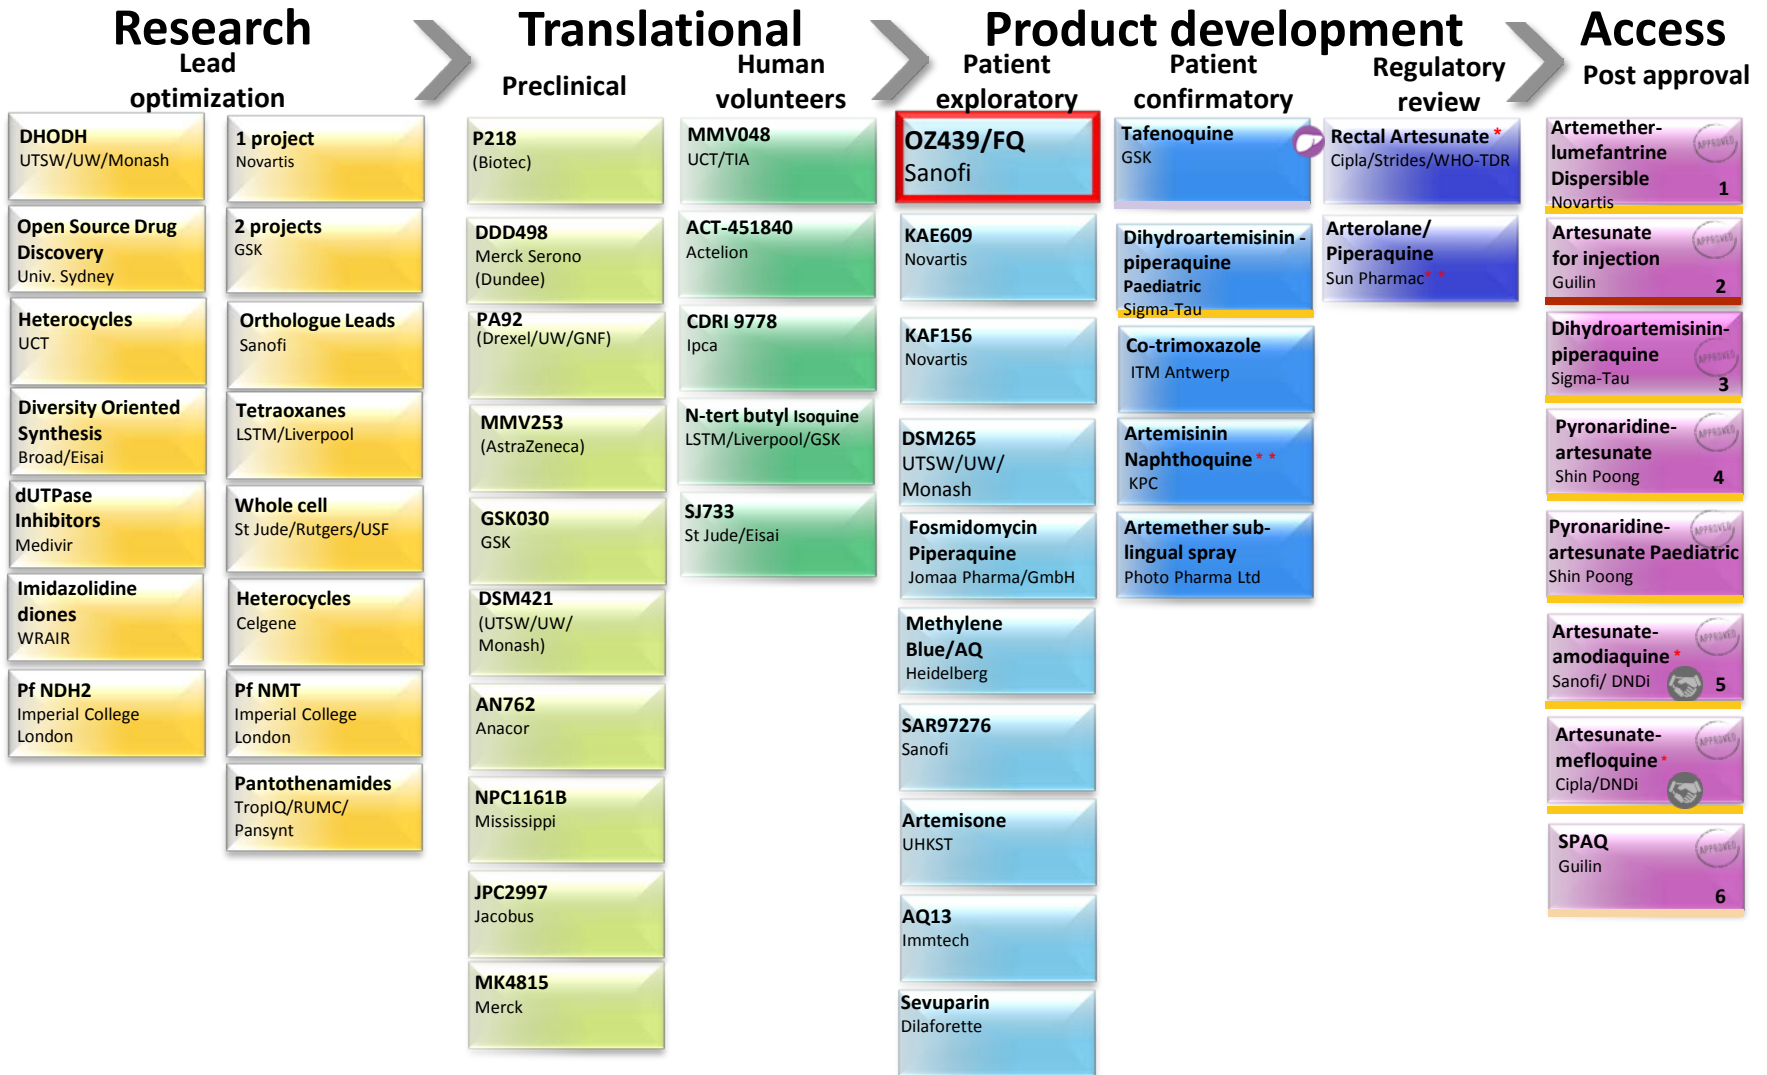 Research
Lead
optimization
DHODH
UTSW/UW/Monash
Open Source Drug
Discovery
Univ. Sydney
Heterocycles
UCT
Diversity Oriented
Synthesis
Broad/Eisai
dUTPase
Inhibitors
Medivir
Imidazolidine
diones
WRAIR
Pf NDH2
Imperial College
London
1 project
Novartis
2 projects
GSK
Orthologue Leads
Sanofi
Tetraoxanes
LSTM/Liverpool
Whole cell
St Jude/Rutgers/USF
Heterocycles
Celgene
Pf NMT
Imperial College
London
Pantothenamides
TropIQ/RUMC/
Pansynt
Translational
Preclinical
P218
(Biotec)
DDD498
Merck Serono
(Dundee)
PA92
(Drexel/UW/GNF)
MMV253
(AstraZeneca)
GSK030
GSK
DSM421
(UTSW/UW/
Monash)
AN762
Anacor
NPC1161B
Mississippi
JPC2997
Jacobus
MK4815
Merck
Human
volunteers
MMV048
UCT/TIA
ACT-451840
Actelion
CDRI 9778
Ipca
N-tert butyl Isoquine
LSTM/Liverpool/GSK
SJ733
St Jude/Eisai
Product development
Patient
exploratory
OZ439/FQ
Sanofi
KAE609
Novartis
KAF156
Novartis
DSM265
UTSW/UW/
Monash
Fosmidomycin
Piperaquine
Jomaa Pharma/GmbH
Methylene
Blue/AQ
Heidelberg
SAR97276
Sanofi
Artemisone
UHKST
AQ13
Immtech
Sevuparin
Dilaforette
Patient
confirmatory
Tafenoquine
GSK
Dihydroartemisinin -
piperaquine
Paediatric
Sigma-Tau
Co-trimoxazole
ITM Antwerp
Artemisinin
Naphthoquine * *
KPC
Artemether sub-
lingual spray
Photo Pharma Ltd
Regulatory
review
Rectal Artesunate *
Cipla/Strides/WHO-TDR
Arterolane/
Piperaquine
Sun Pharmac* *
Access
Post approval
Artemether-
lumefantrine
Dispersible
Novartis
APPROVED
1
Artesunate
for injection
Guilin
APPROVED
2
Dihydroartemisinin-
piperaquine
Sigma-Tau
APPROVED
3
Pyronaridine-
artesunate
Shin Poong
APPROVED
4
Pyronaridine-
artesunate Paediatric
Shin Poong
APPROVED
Artesunate-
amodiaquine *
Sanofi/ DNDi
APPROVED
5
Artesunate-
mefloquine *
Cipla/DNDi
APPROVED
SPAQ
Guilin
APPROVED
6